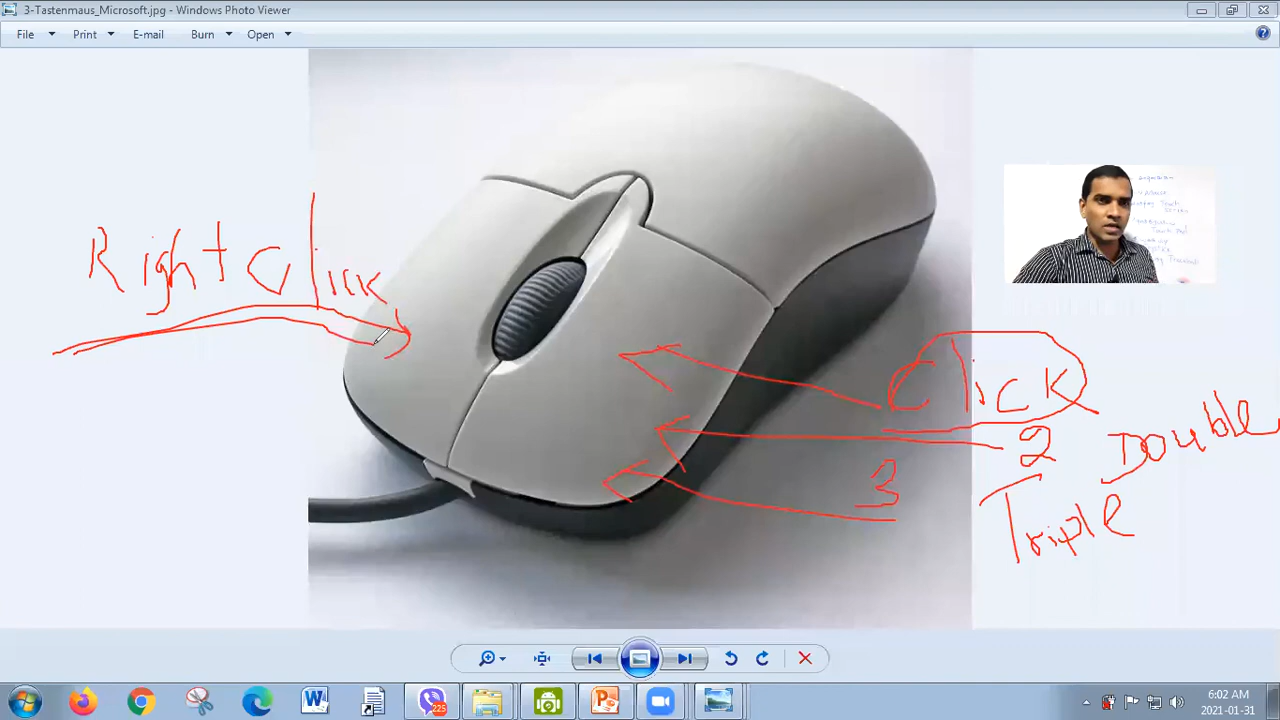 3-Tastenmaus_Microsoft.jpg - Windows Photo Viewer
File Print E-mail Burn Open
Right Click
Click
2 Double
3
Triple
225
6:02 AM
2021-01-31